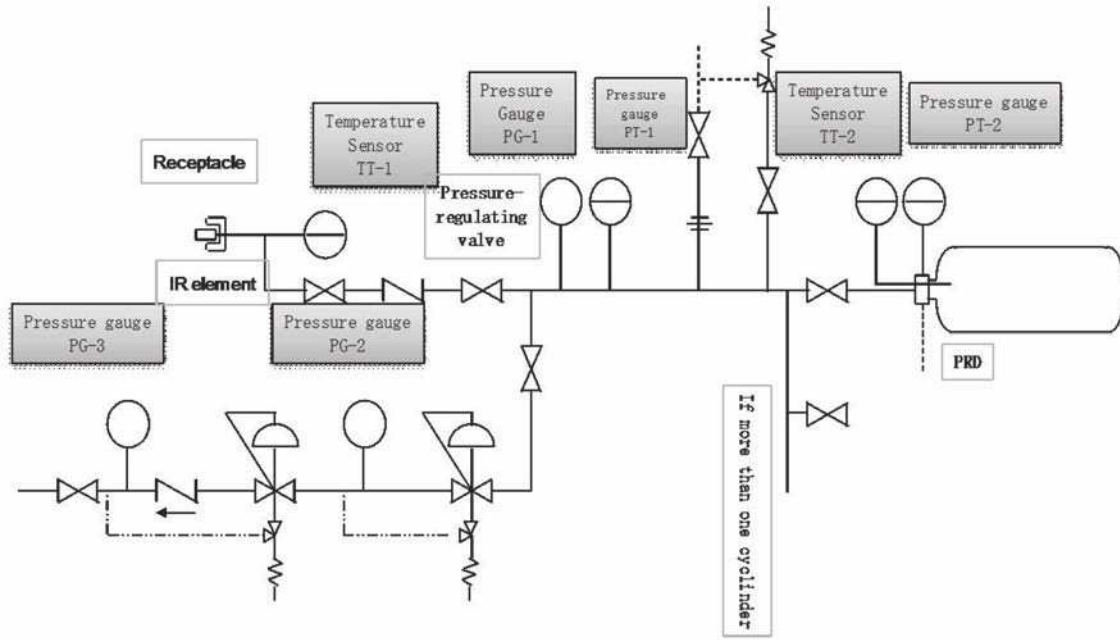 Pressure
Gauge
PG-1
Pressure
gauge
PT-1
Temperature
Sensor
TT-2
Pressure gauge
PT-2
Temperature
Sensor
TT-1
Receptacle
Pressure-
regulating
valve
IR element
Pressure gauge
PG-3
Pressure gauge
PG-2
PRD
If more than one cyclinder